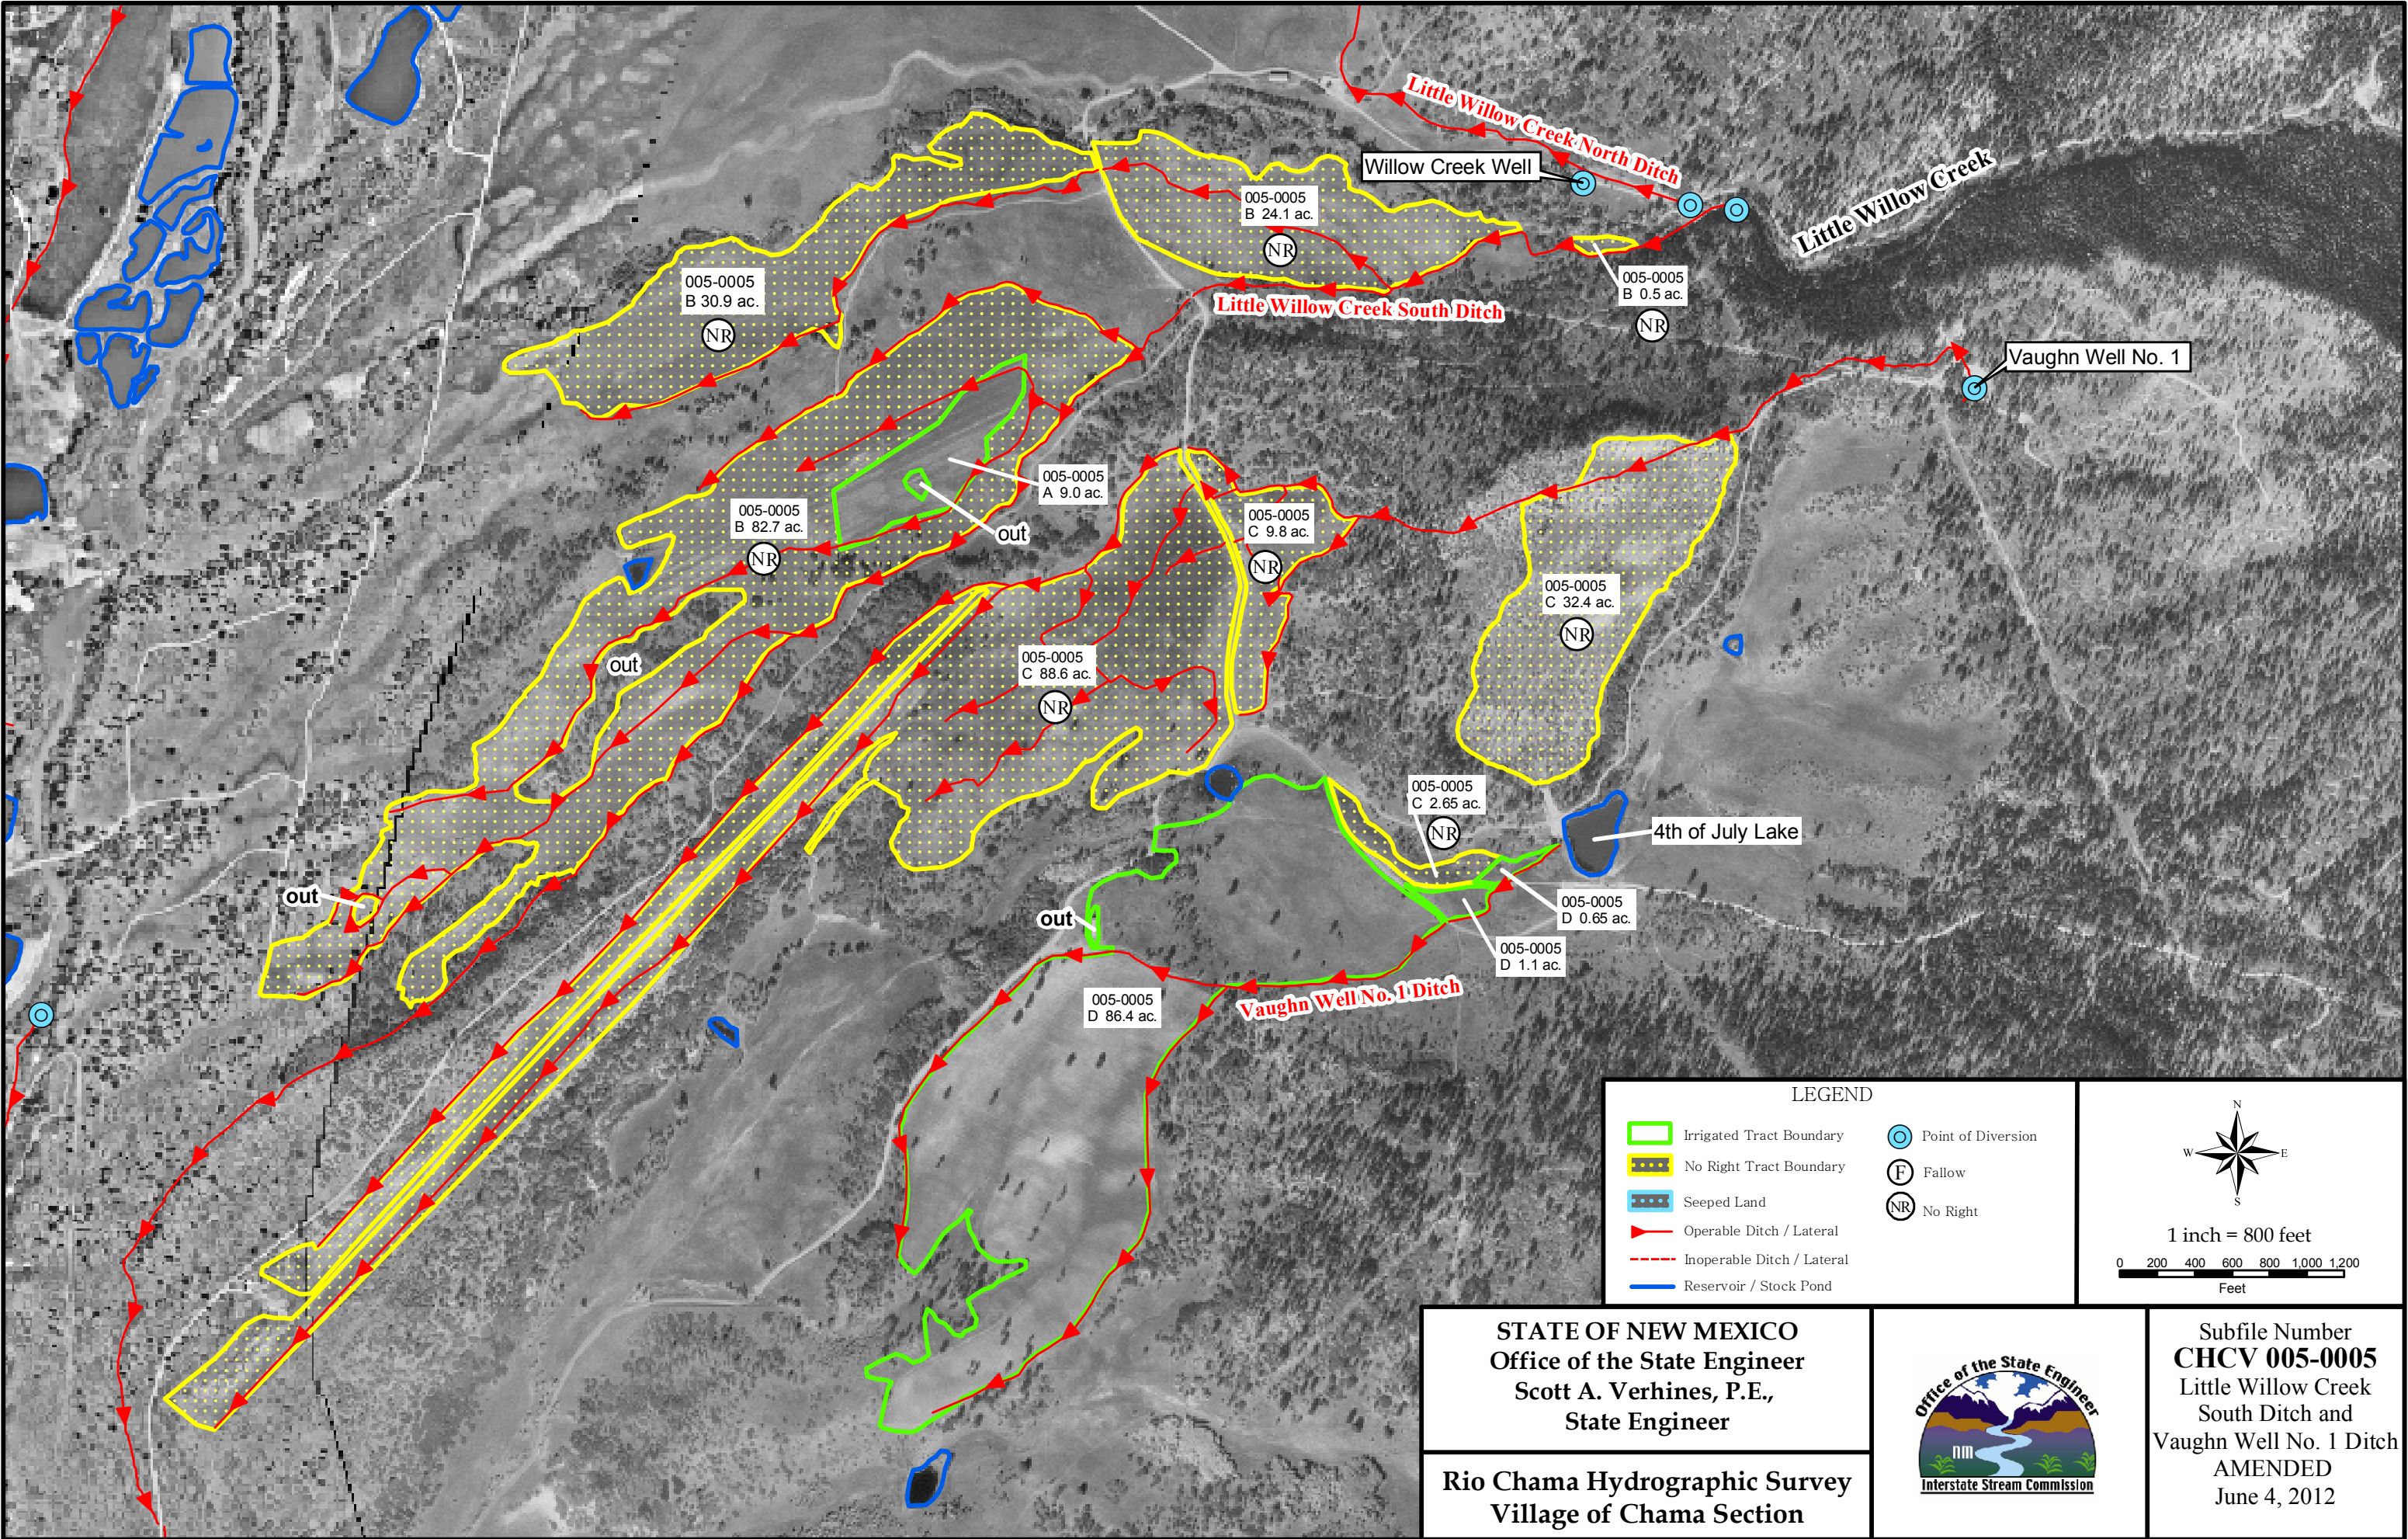 Little Willow Creek North Ditch
Willow Creek Well
Little Willow Creek
005-0005
B 24.1 ac.
NR
005-0005
B 30.9 ac.
NR
005-0005
B 0.5 ac.
NR
Little Willow Creek South Ditch
Vaughn Well No. 1
005-0005
A 9.0 ac.
out
005-0005
B 82.7 ac.
NR
005-0005
C 9.8 ac.
NR
005-0005
C 32.4 ac.
NR
out
005-0005
C 88.6 ac.
NR
005-0005
C 2.65 ac.
NR
4th of July Lake
out
out
005-0005
D 0.65 ac.
005-0005
D 1.1 ac.
005-0005
D 86.4 ac.
Vaughn Well No. 1 Ditch
LEGEND
Irrigated Tract Boundary
No Right Tract Boundary
Seeped Land
Operable Ditch / Lateral
Inoperable Ditch / Lateral
Reservoir / Stock Pond
Point of Diversion
F Fallow
NR No Right
N
W E
S
1 inch = 800 feet
0 200 400 600 800 1,000 1,200
Feet
STATE OF NEW MEXICO
Office of the State Engineer
Scott A. Verhines, P.E.,
State Engineer
Rio Chama Hydrographic Survey
Village of Chama Section
Office of the State Engineer
nm
Interstate Stream Commission
Subfile Number
CHCV 005-0005
Little Willow Creek
South Ditch and
Vaughn Well No. 1 Ditch
AMENDED
June 4, 2012